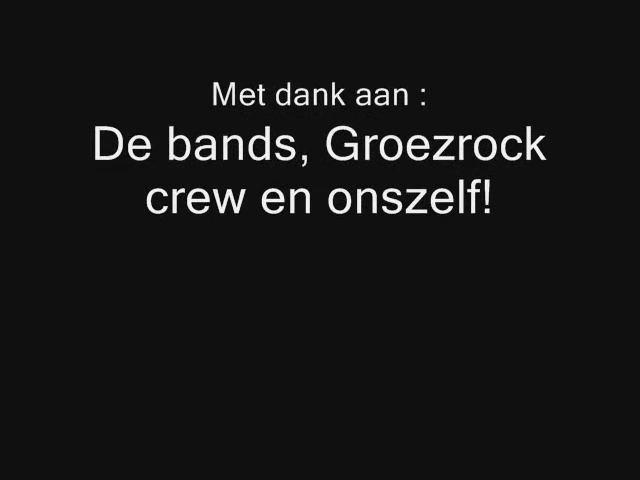 Met dank aan :
De bands, Groezrock
crew en onszelf!